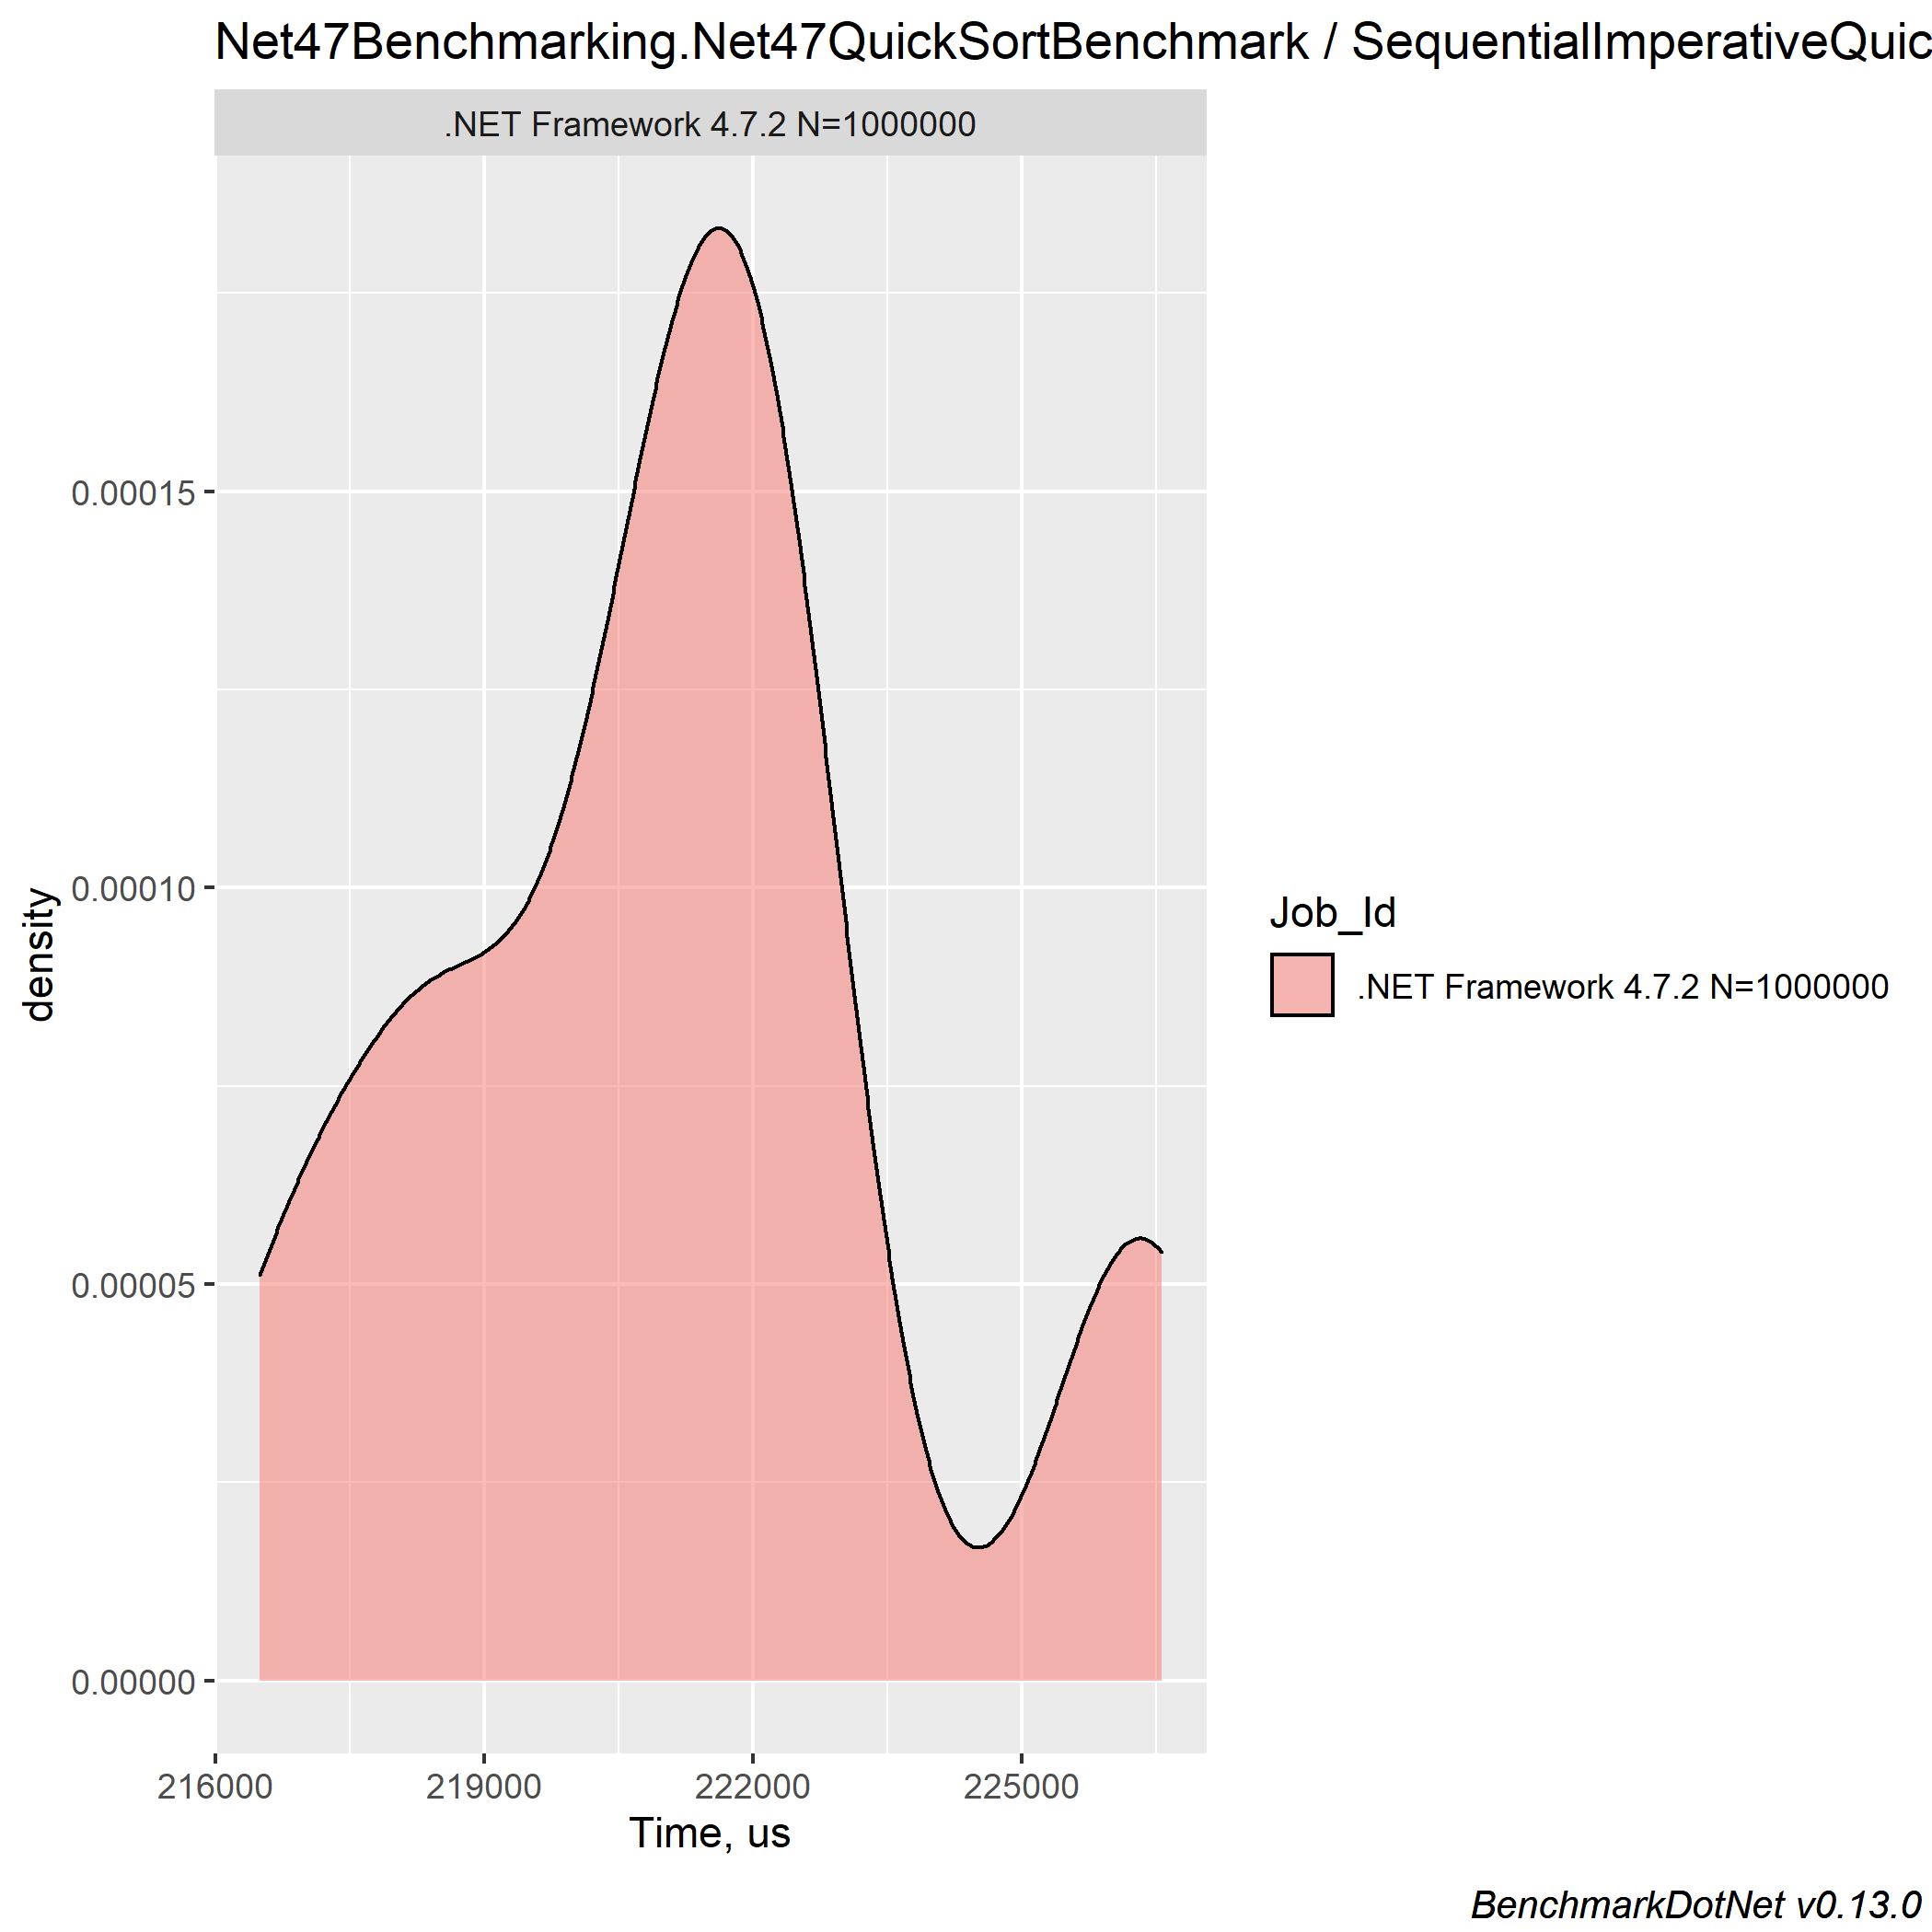 Net47Benchmarking.Net47QuickSortBenchmark / SequentialImperativeQuic
.NET Framework 4.7.2 N=1000000
0.00015
0.00010
0.00005
0.00000
density
216000 219000 222000 225000
Time, us
Job_Id
.NET Framework 4.7.2 N=1000000
BenchmarkDotNet v0.13.0